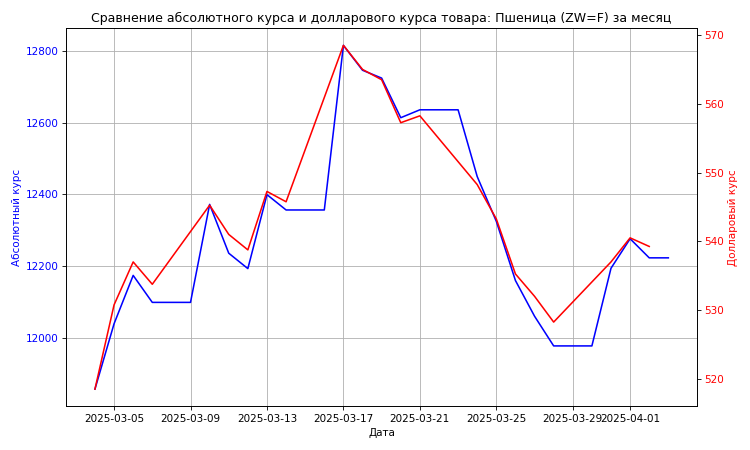 Сравнение абсолютного курса и долларового курса товара: Пшеница (ZW=F) за месяц
Абсолютный курс
12800
12600
12400
12200
12000
570
560
550
540
530
520
Долларовый курс
2025-03-05 2025-03-09 2025-03-13 2025-03-17 2025-03-21 2025-03-25 2025-03-29 2025-04-01
Дата